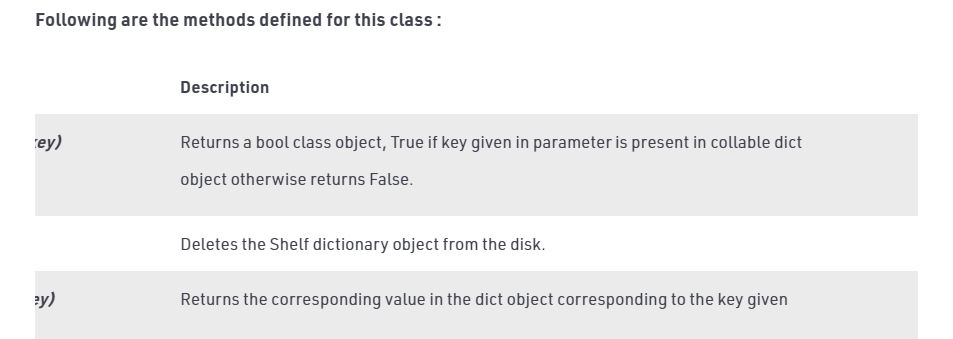 Following are the methods defined for this class :
Description
ey)
Returns a bool class object, True if key given in parameter is present in collable dict
object otherwise returns False.
Deletes the Shelf dictionary object from the disk.
ey)
Returns the corresponding value in the dict object corresponding to the key given